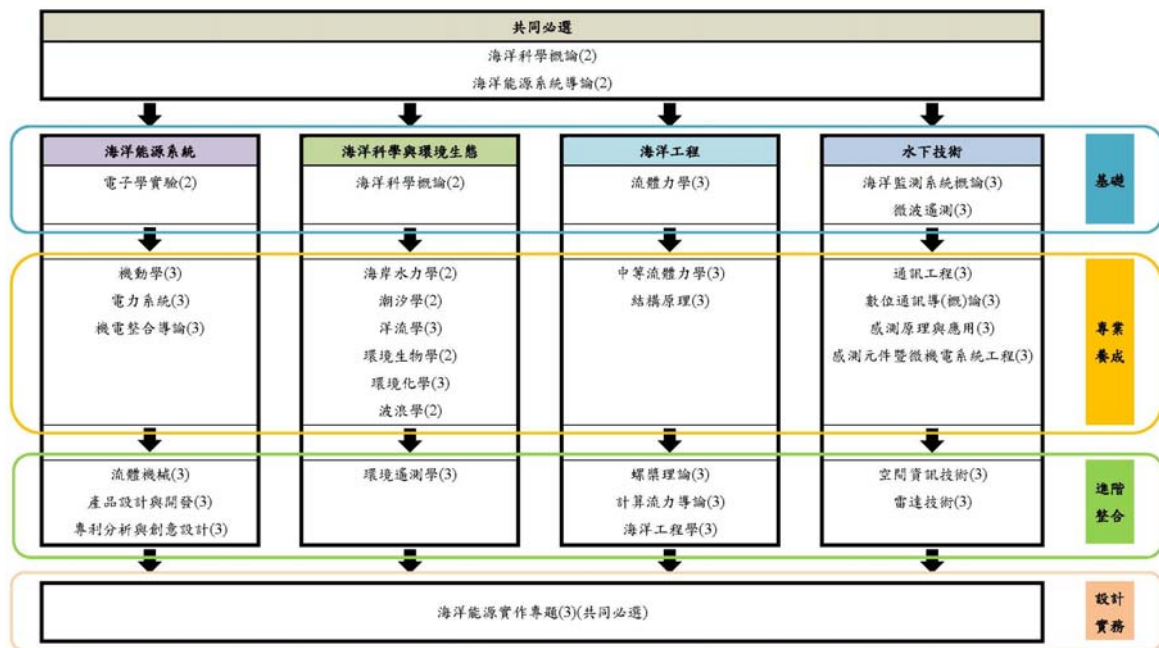 共同必選
海洋科學概論(2)
海洋能源系統導論(2)
海洋能源系統
電子學實驗(2)
海洋科學與環境生態
海洋科學概論(2)
海洋工程
流體力學(3)
水下技術
海洋監測系統概論(3)
微波遙測(3)
基礎
機動學(3)
電力系統(3)
機電整合導論(3)
海岸水力學(2)
潮汐學(2)
洋流學(3)
環境生物學(2)
環境化學(3)
波浪學(2)
中等流體力學(3)
結構原理(3)
通訊工程(3)
數位通訊導(概)論(3)
感測原理與應用(3)
感測元件暨微機電系統工程(3)
專業
養成
流體機械(3)
產品設計與開發(3)
專利分析與創意設計(3)
環境遙測學(3)
螺槳理論(3)
計算流力導論(3)
海洋工程學(3)
空間資訊技術(3)
雷達技術(3)
進階
整合
海洋能源實作專題(3)(共同必選)
設計
實務